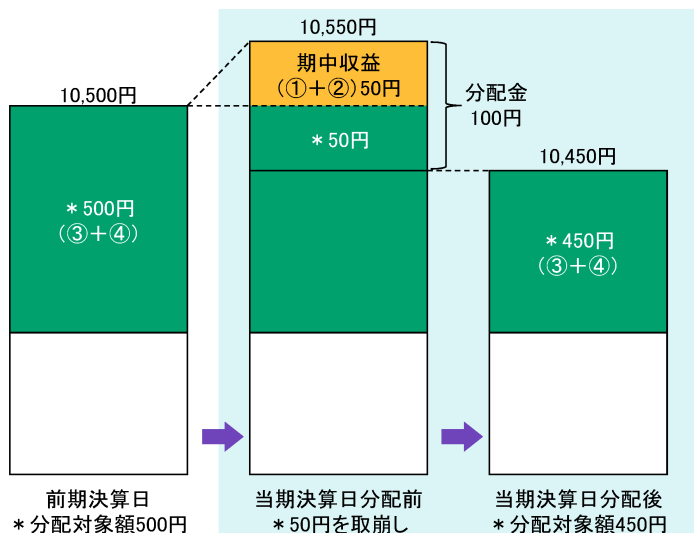 10,500円
＊500円
（③＋④）
前期決算日
＊分配対象額500円
10,550円
期中収益
（①＋②）50円
＊50円
分配金
100円
当期決算日分配前
＊50円を取崩し
10,450円
＊450円
（③＋④）
当期決算日分配後
＊分配対象額450円